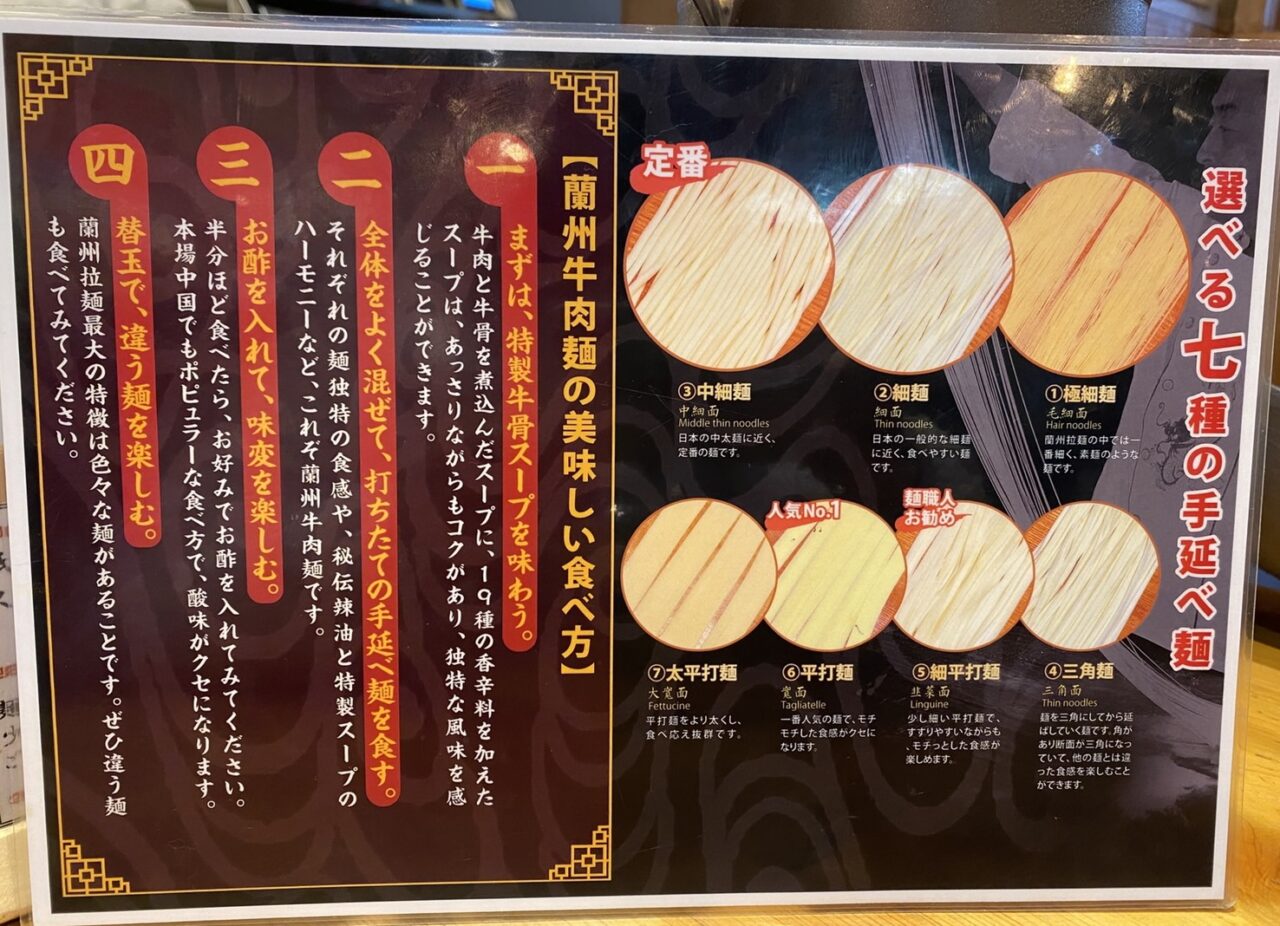 選べる七種の手延べ麺
①極細麺
毛細面
Hair noodles
蘭州拉麺の中では一
番細く、素麺のような
麺です。
②細麺
細面
Thin noodles
日本の一般的な細麺
に近く、食べやすい麺
です。
定番
③中細麺
中细面
Middle thin noodles
日本の中太麺に近く、
定番の麺です。
④三角麺
三角面
Thin noodles
麺を三角にしてから延
ばしていく麺です。角
があり断面が三角になっ
ていて、他の麺とは違
った食感を楽しむこと
ができます。
麺職人
お勧め
⑤細平打麺
韭菜面
Linguine
少し細い平打麺で、
すすりやすいながらも
、モチっとした食感が
楽しめます。
人気No.1
⑥平打麺
寬面
Tagliatelle
一番人気の麺で、モチ
モチした食感がクセに
なります。
⑦太平打麺
大寬面
Fettucine
平打麺をより太くし、
食べ応え抜群です。
【蘭州牛肉麺の美味しい食べ方】
一 まずは、特製牛骨スープを味わう。
牛肉と牛骨を煮込んだスープに、19種の香辛料を加えた
スープは、あっさりながらもコクがあり、独特な風味を感
じることができます。
二 全体をよく混ぜて、打ちたての手延べ麺を食す。
それぞれの麺独特の食感や、秘伝辣油と特製スープの
ハーモニーなど、これぞ蘭州牛肉麺です。
三 お酢を入れて、味変を楽しむ。
半分ほど食べたら、お好みでお酢を入れてみてください。
本場中国でもポピュラーな食べ方で、酸味がクセになります。
四 替玉で、違う麺を楽しむ。
蘭州拉麺最大の特徴は色々な麺があることです。ぜひ違う麺
も食べてみてください。